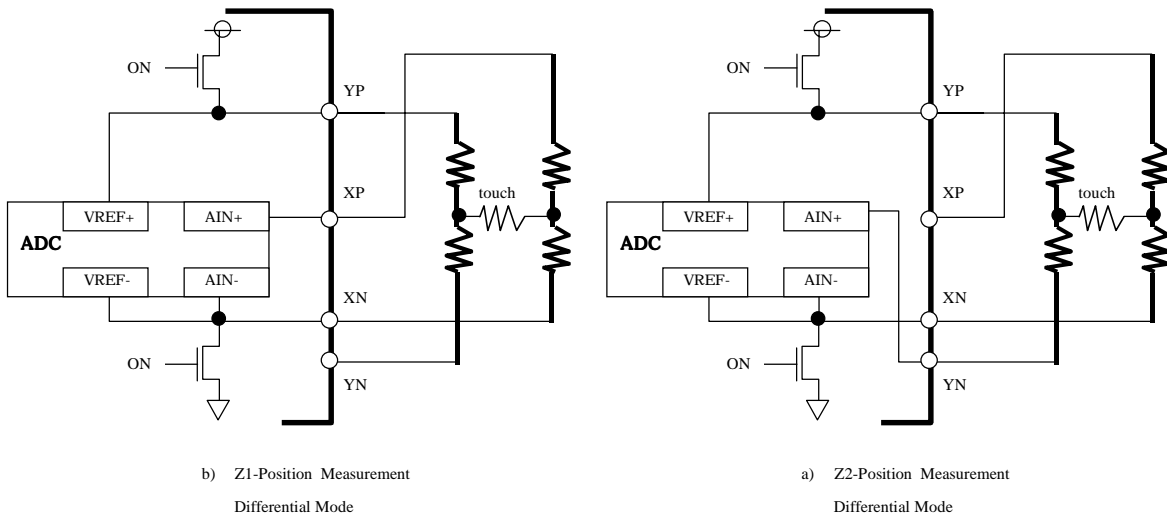 ON
YP
XP
touch
VREF+
AIN+
ADC
VREF-
AIN-
XN
ON
YN
b) Z1-Position Measurement
Differential Mode
ON
YP
XP
touch
VREF+
AIN+
ADC
VREF-
AIN-
XN
ON
YN
a) Z2-Position Measurement
Differential Mode